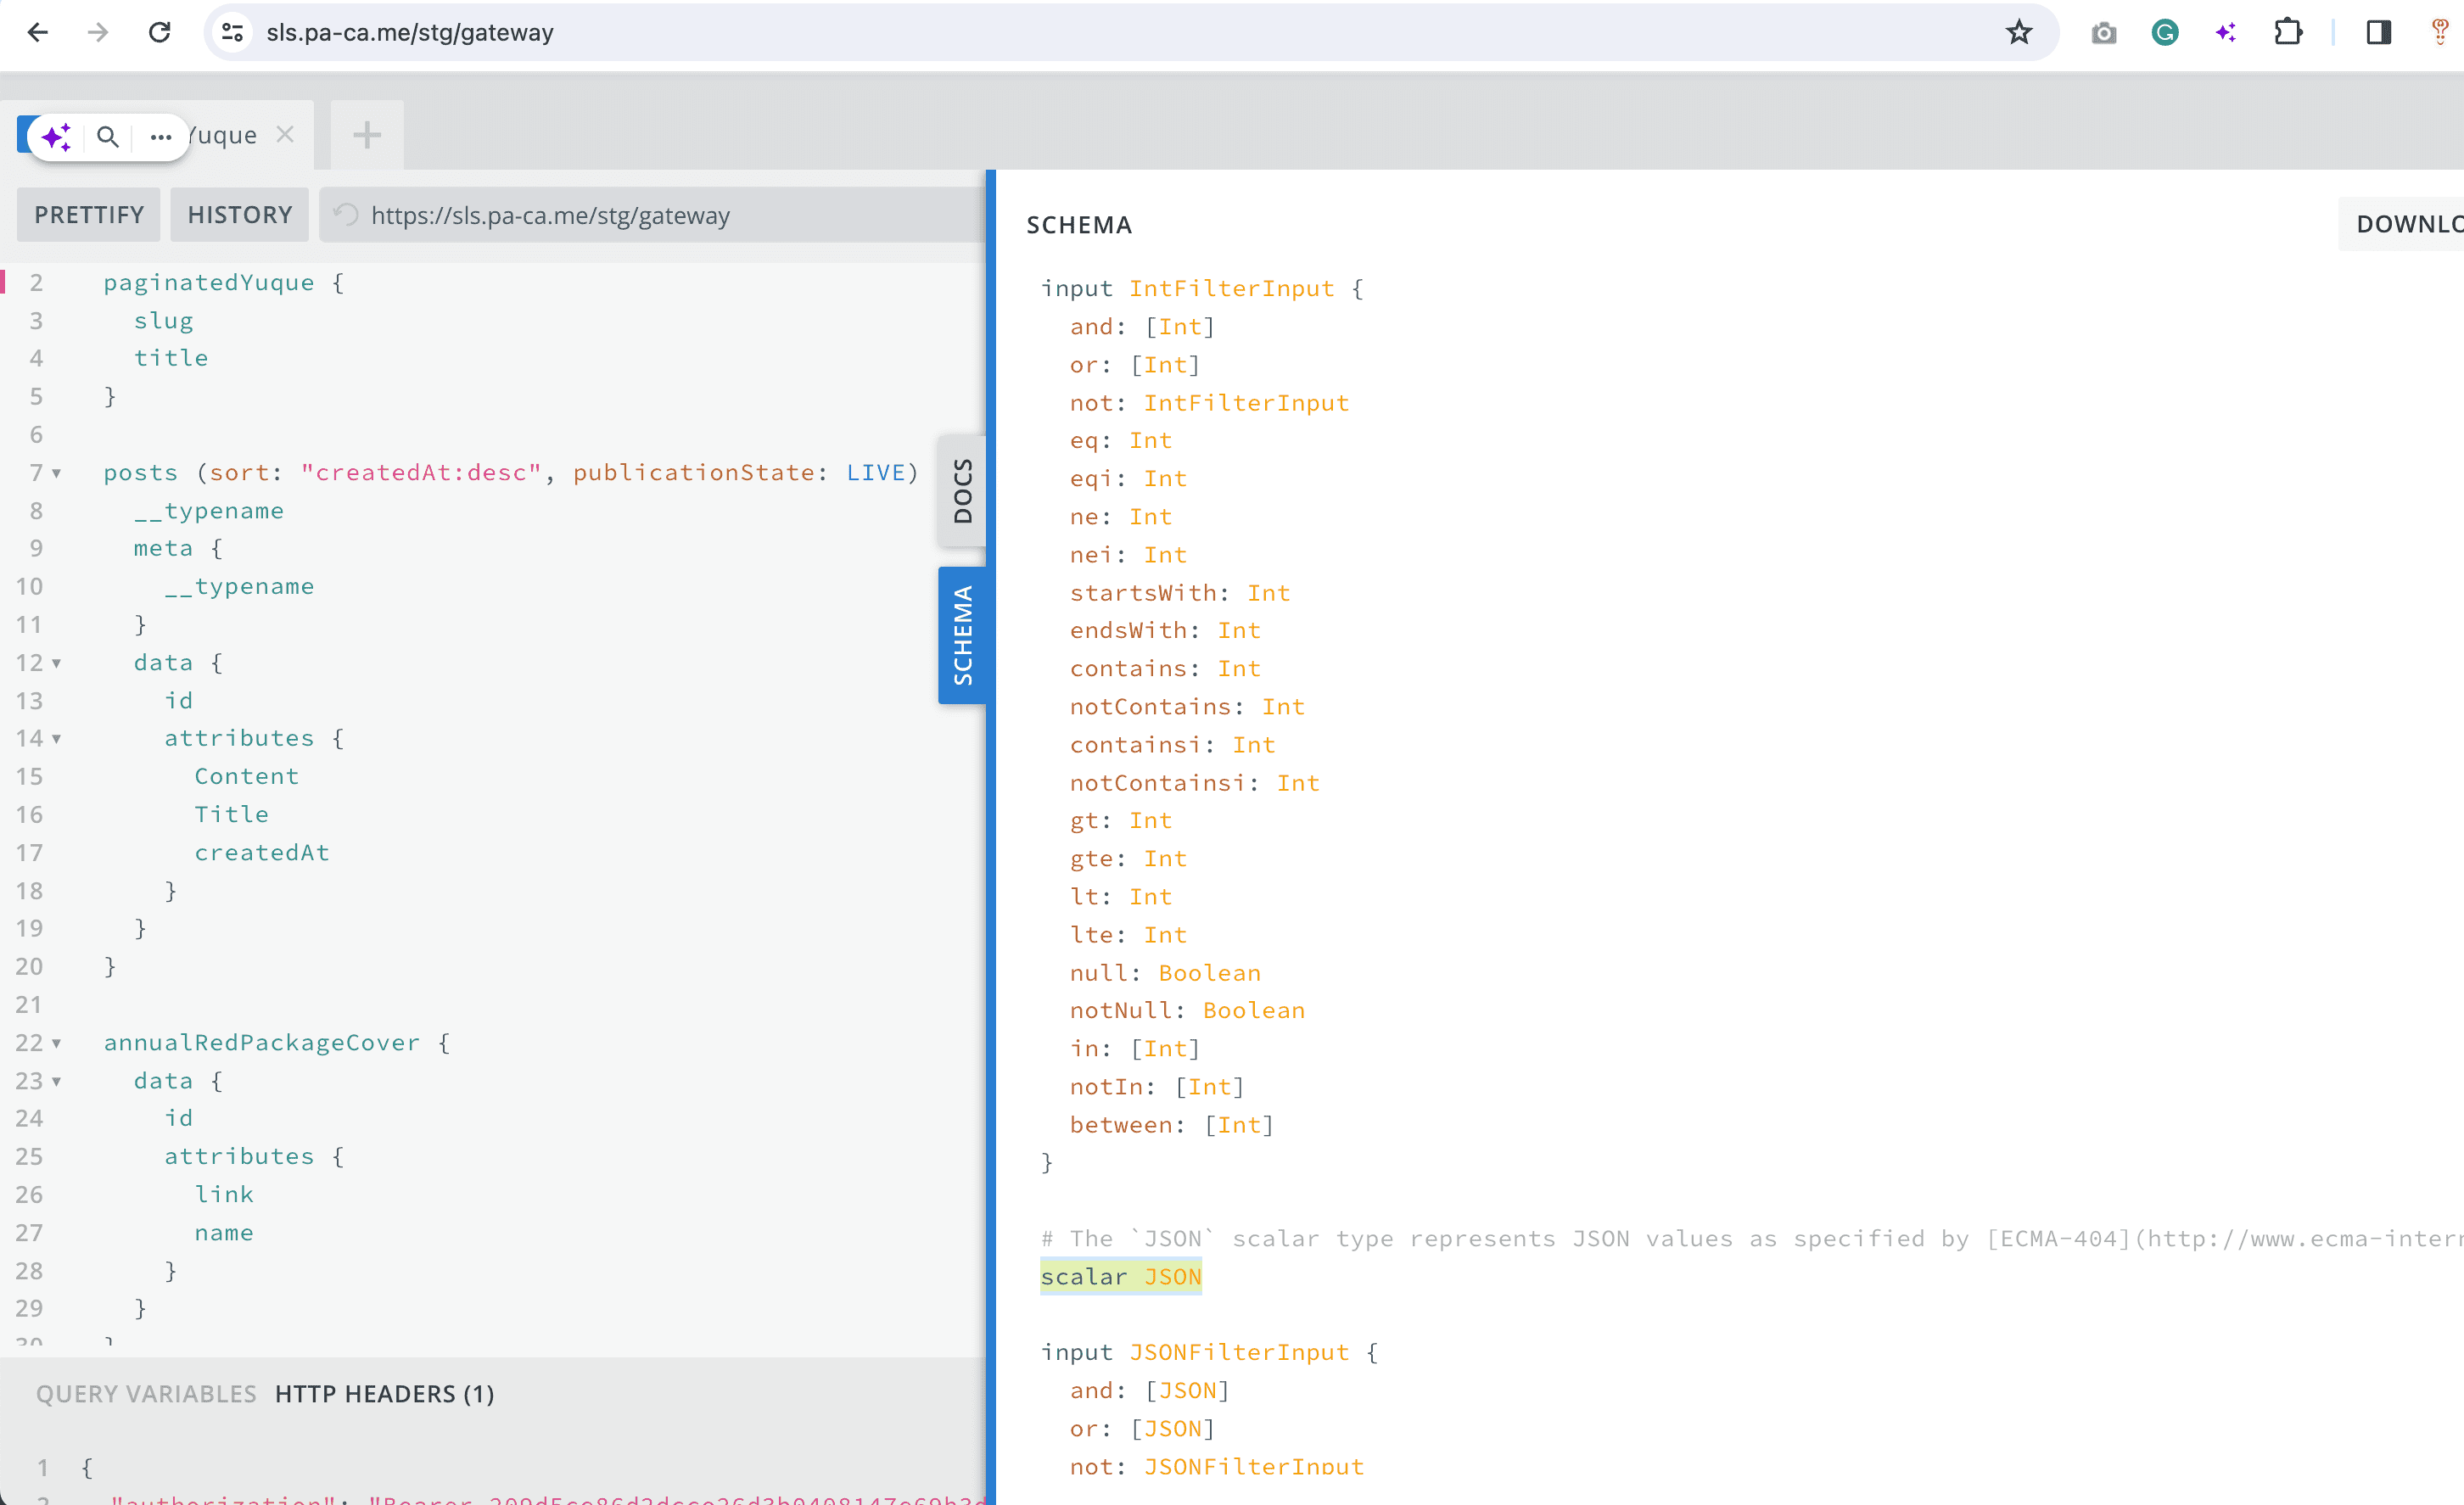 sls.pa-ca.me/stg/gateway
Yuque
PRETTIFY HISTORY https://sls.pa-ca.me/stg/gateway
2 paginatedYuque {
3 slug
4 title
5 }
6
7 posts (sort: "createdAt:desc", publicationState: LIVE)
8 __typename
9 meta {
10 __typename
11 }
12 data {
13 id
14 attributes {
15 Content
16 Title
17 createdAt
18 }
19 }
20 }
21
22 annualRedPackageCover {
23 data {
24 id
25 attributes {
26 link
27 name
28 }
29 }
30 }
QUERY VARIABLES HTTP HEADERS (1)
1 {
2 "authorization": "Bearer
DOCS
SCHEMA
SCHEMA
DOWNLO
input IntFilterInput {
and: [Int]
or: [Int]
not: IntFilterInput
eq: Int
eqi: Int
ne: Int
nei: Int
startsWith: Int
endsWith: Int
contains: Int
notContains: Int
containsi: Int
notContainsi: Int
gt: Int
gte: Int
lt: Int
lte: Int
null: Boolean
notNull: Boolean
in: [Int]
notIn: [Int]
between: [Int]
}
# The `JSON` scalar type represents JSON values as specified by [ECMA-404](http://www.ecma-intern
scalar JSON
input JSONFilterInput {
and: [JSON]
or: [JSON]
not: JSONFilterInput